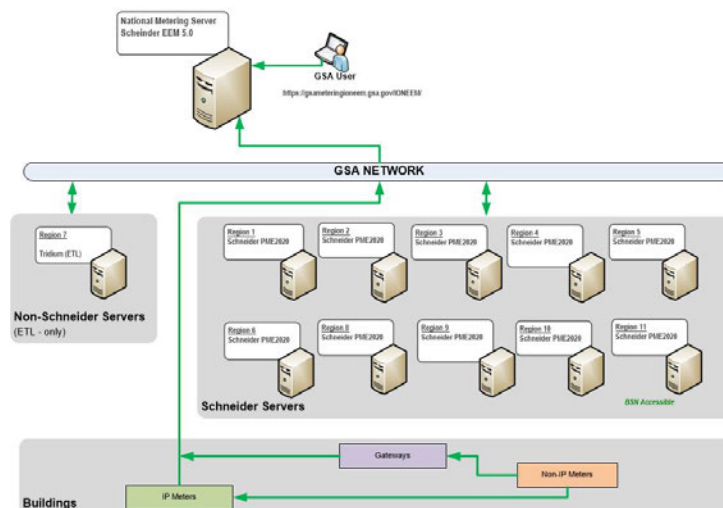 National Metering Server
Scheinder EEM 5.0
GSA User
https://gsameteringioneem.gsa.gov/IONEEM/
GSA NETWORK
Region 7
Tridium (ETL)
Non-Schneider Servers
(ETL - only)
Region 1
Schneider PME2020
Region 2
Schneider PME2020
Region 3
Schneider PME2020
Region 4
Schneider PME2020
Region 5
Schneider PME2020
Region 6
Schneider PME2020
Region 8
Schneider PME2020
Region 9
Schneider PME2020
Region 10
Schneider PME2020
Region 11
Schneider PME2020
BSN Accessible
Schneider Servers
Gateways
Non-IP Meters
IP Meters
Buildings